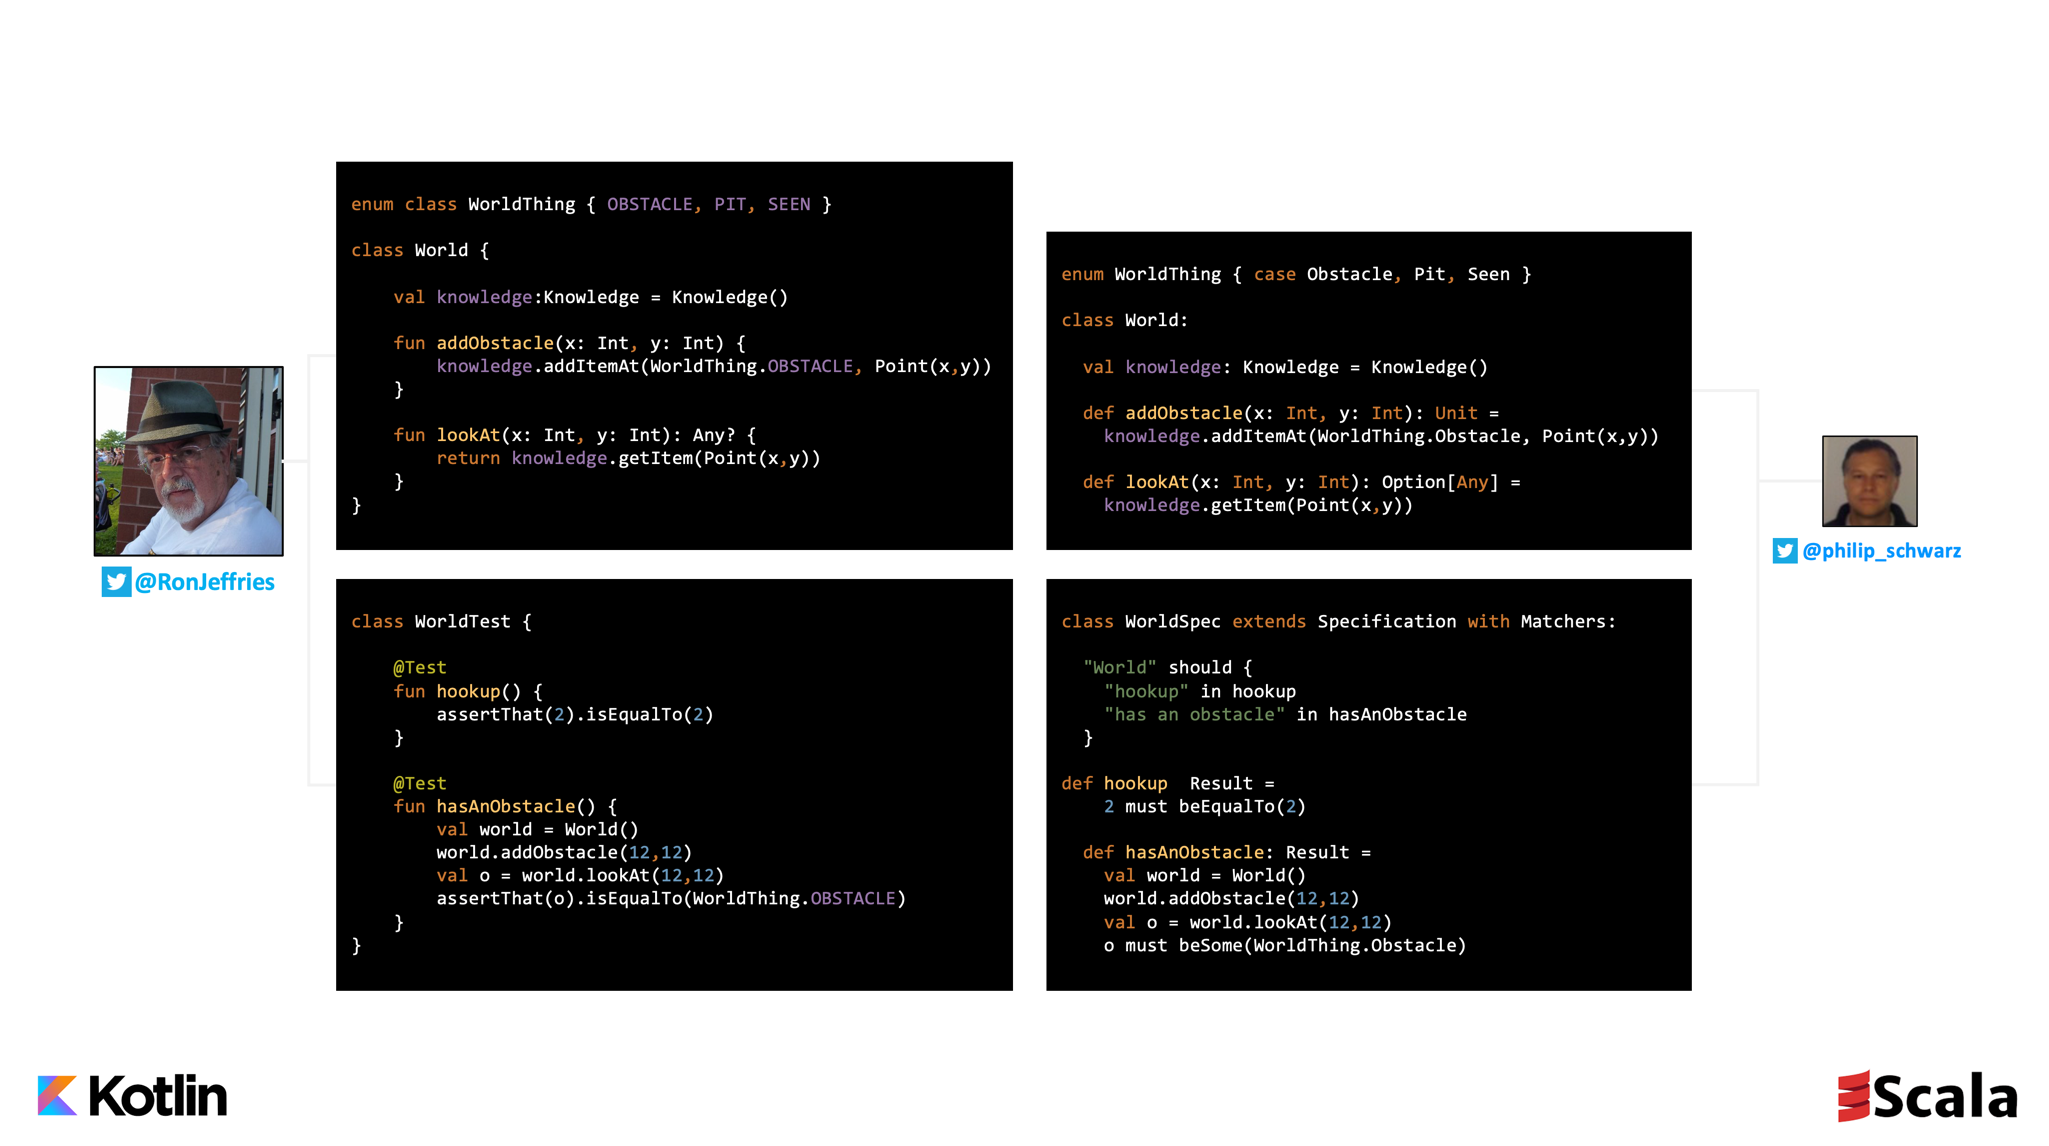 enum class WorldThing { OBSTACLE, PIT, SEEN }
class World {
    val knowledge:Knowledge = Knowledge()
    fun addObstacle(x: Int, y: Int) {
        knowledge.addItemAt(WorldThing.OBSTACLE, Point(x,y))
    }
    fun lookAt(x: Int, y: Int): Any? {
        return knowledge.getItem(Point(x,y))
    }
}
@RonJeffries
class WorldTest {
    @Test
    fun hookup() {
        assertThat(2).isEqualTo(2)
    }
    @Test
    fun hasAnObstacle() {
        val world = World()
        world.addObstacle(12,12)
        val o = world.lookAt(12,12)
        assertThat(o).isEqualTo(WorldThing.OBSTACLE)
    }
}
enum WorldThing { case Obstacle, Pit, Seen }
class World:
  val knowledge: Knowledge = Knowledge()
  def addObstacle(x: Int, y: Int): Unit =
    knowledge.addItemAt(WorldThing.Obstacle, Point(x,y))
  def lookAt(x: Int, y: Int): Option[Any] =
    knowledge.getItem(Point(x,y))
@philip_schwarz
class WorldSpec extends Specification with Matchers:
  "World" should {
    "hookup" in hookup
    "has an obstacle" in hasAnObstacle
  }
def hookup  Result =
    2 must beEqualTo(2)
  def hasAnObstacle: Result =
    val world = World()
    world.addObstacle(12,12)
    val o = world.lookAt(12,12)
    o must beSome(WorldThing.Obstacle)
Kotlin
Scala